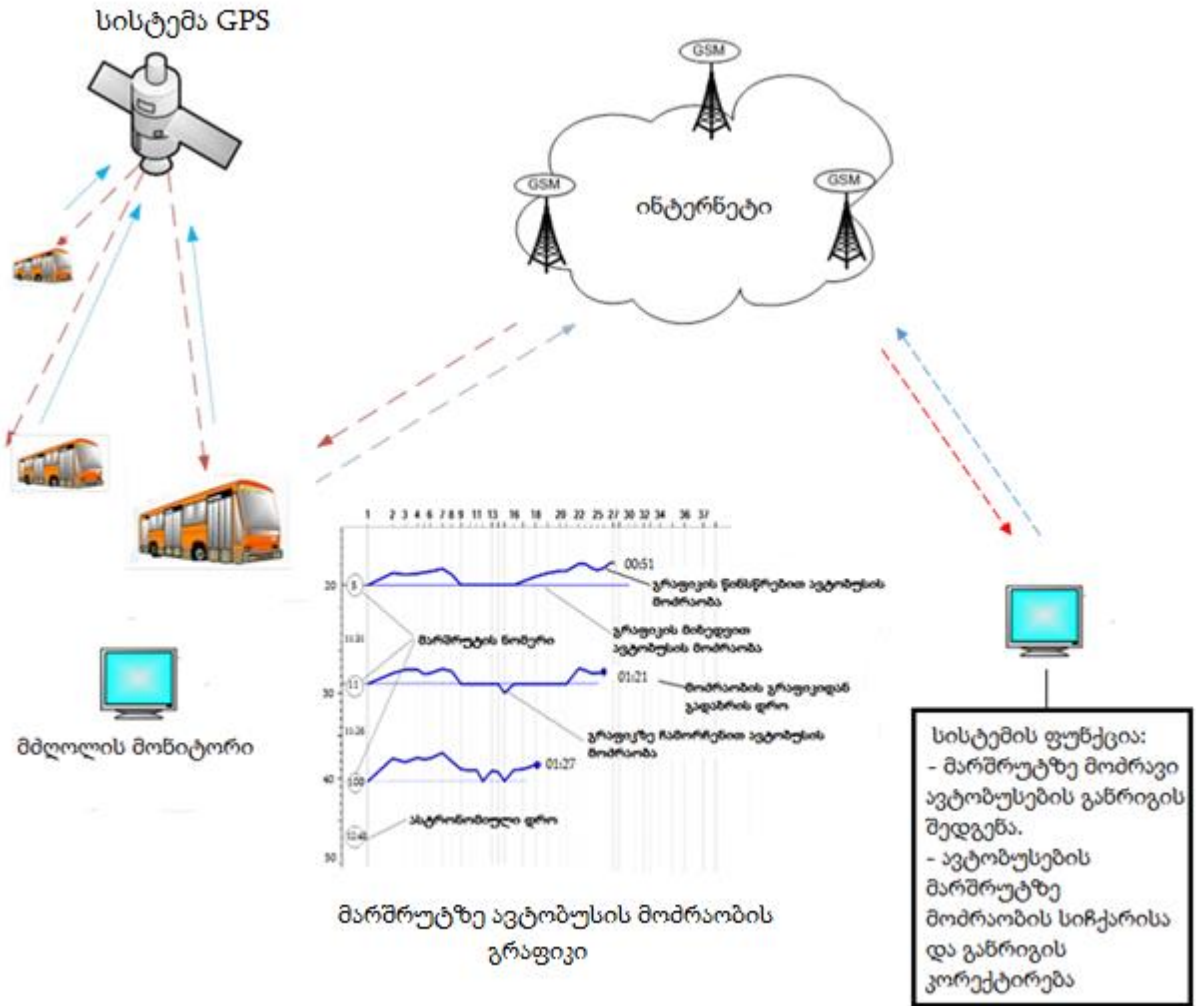 სისტემა GPS
GSM
GSM
GSM
ინტერნეტი
1 2 3 4 6 7 8 9 11 13 16 18 20 22 25 27 30 32 34 36 37
20
5
00:51
გრაფიკის წინსწრებით ავტობუსის
მოძრაობა
გრაფიკის მიხედვით
ავტობუსის მოძრაობა
მარშრუტის ნომერი
30
11
01:21
მოძრაობის გრაფიკიდან
გადახრის დრო
გრაფიკზე ჩამორჩენით ავტობუსის
მოძრაობა
40
100
01:27
ასტრონომიული დრო
50
მძღოლის მონიტორი
მარშრუტზე ავტობუსის მოძრაობის
გრაფიკი
სისტემის ფუნქცია:
- მარშრუტზე მოძრავი
ავტობუსების განრიგის
შედგენა.
- ავტობუსების
მარშრუტზე
მოძრაობის სიჩქარისა
და განრიგის
კორექტირება